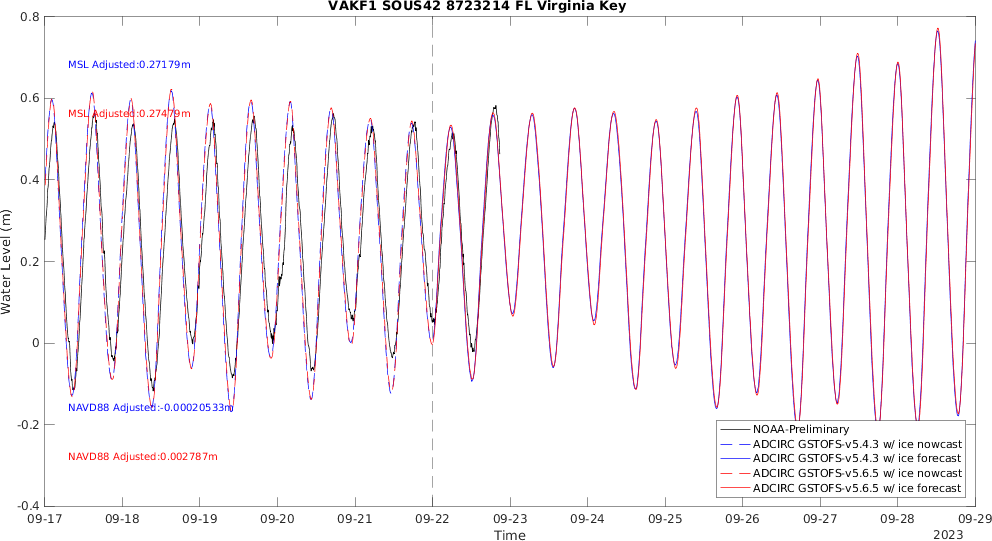 VAKF1 SOUS42 8723214 FL Virginia Key
0.8
0.6
0.4
0.2
0
-0.2
-0.4
Water Level (m)
MSL Adjusted:0.27179m
MSL Adjusted:0.27479m
NAVD88 Adjusted:-0.00020533m
NAVD88 Adjusted:0.002787m
NOAA-Preliminary
ADCIRC GSTOFS-v5.4.3 w/ ice nowcast
ADCIRC GSTOFS-v5.4.3 w/ ice forecast
ADCIRC GSTOFS-v5.6.5 w/ ice nowcast
ADCIRC GSTOFS-v5.6.5 w/ ice forecast
09-17 09-18 09-19 09-20 09-21 09-22 09-23 09-24 09-25 09-26 09-27 09-28 09-29
Time
2023